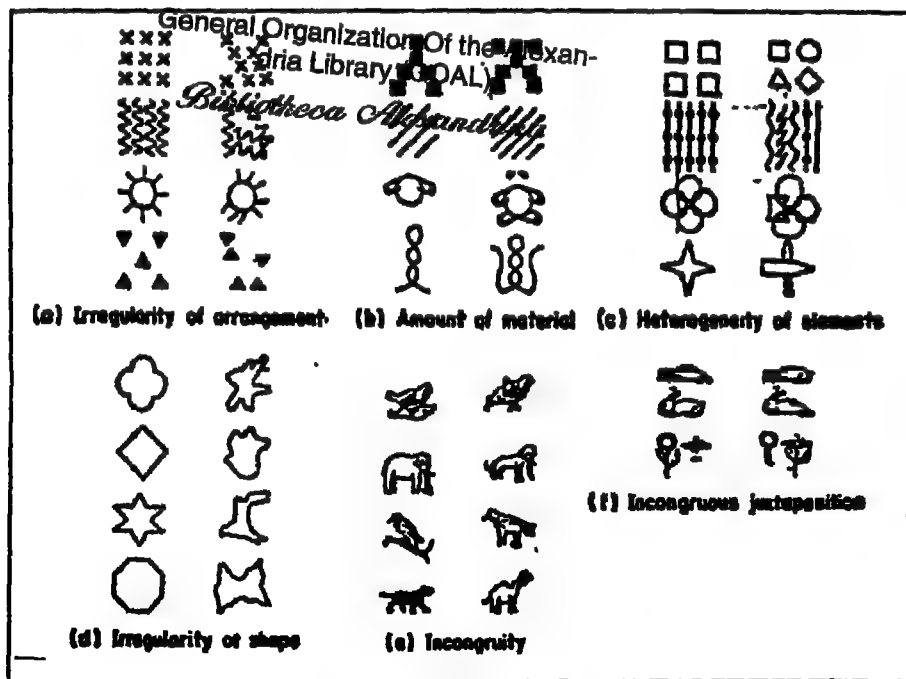 General Organization Of the Alexan-
dria Library (GOAL)
Bibliotheca Alexandrina
(a) Irregularity of arrangement
(b) Amount of material
(c) Heterogeneity of elements
(d) Irregularity of shape
(e) Incongruity
(f) Incongruous juxtaposition